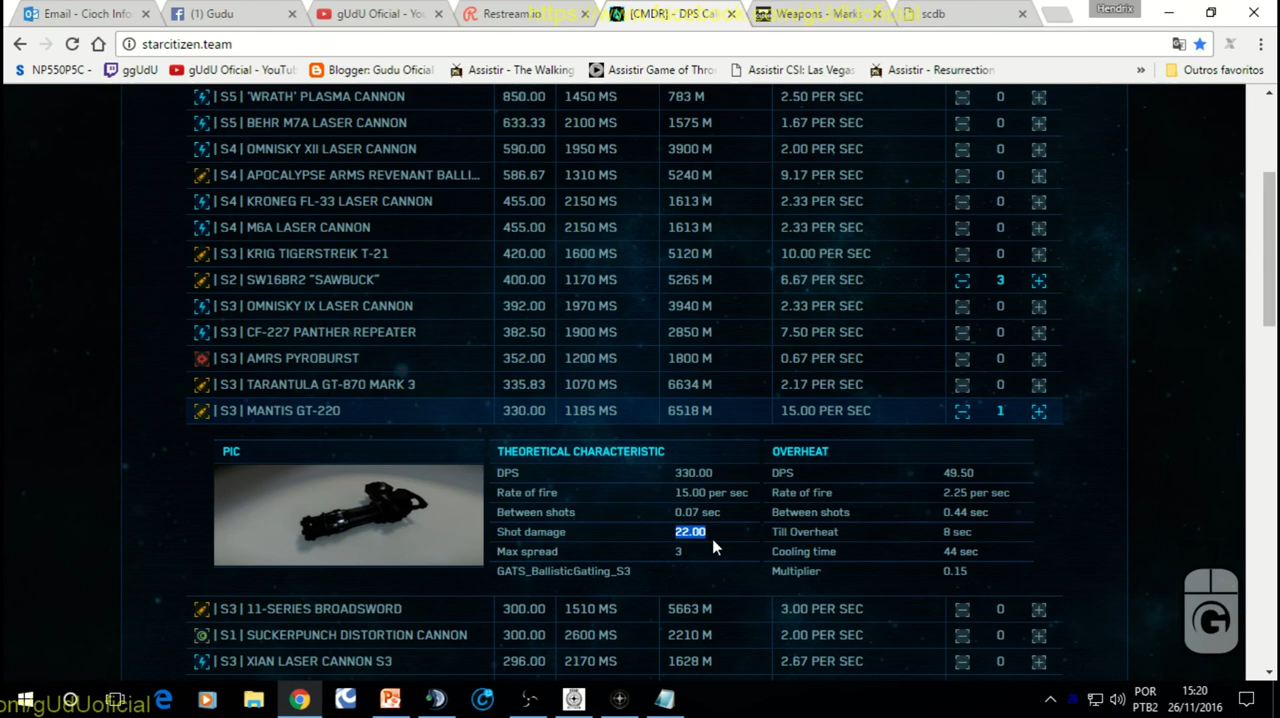 Email - Cioch Info
(1) Gudu
gUdU Oficial - You
Restream.io
[CMDR] - DPS Ca
Weapons - Marks
scdb
Hendrix
starcitizen.team
NP550P5C -
ggUdU
gUdU Oficial - YouTu
Blogger: Gudu Oficial
Assistir - The Walking
Assistir Game of Thro
Assistir CSI: Las Vegas
Assistir - Resurrection
»
Outros favoritos
| S5 | 'WRATH' PLASMA CANNON 850.00 1450 MS 783 M 2.50 PER SEC 0
| S5 | BEHR M7A LASER CANNON 633.33 2100 MS 1575 M 1.67 PER SEC 0
| S4 | OMNISKY XII LASER CANNON 590.00 1950 MS 3900 M 2.00 PER SEC 0
| S4 | APOCALYPSE ARMS REVENANT BALLI... 586.67 1310 MS 5240 M 9.17 PER SEC 0
| S4 | KRONEG FL-33 LASER CANNON 455.00 2150 MS 1613 M 2.33 PER SEC 0
| S4 | M6A LASER CANNON 455.00 2150 MS 1613 M 2.33 PER SEC 0
| S3 | KRIG TIGERSTREIK T-21 420.00 1600 MS 5120 M 10.00 PER SEC 0
| S2 | SW16BR2 "SAWBUCK" 400.00 1170 MS 5265 M 6.67 PER SEC 3
| S3 | OMNISKY IX LASER CANNON 392.00 1970 MS 3940 M 2.33 PER SEC 0
| S3 | CF-227 PANTHER REPEATER 382.50 1900 MS 2850 M 7.50 PER SEC 0
| S3 | AMRS PYROBURST 352.00 1200 MS 1800 M 0.67 PER SEC 0
| S3 | TARANTULA GT-870 MARK 3 335.83 1070 MS 6634 M 2.17 PER SEC 0
| S3 | MANTIS GT-220 330.00 1185 MS 6518 M 15.00 PER SEC 1
PIC THEORETICAL CHARACTERISTIC OVERHEAT
DPS 330.00 DPS 49.50
Rate of fire 15.00 per sec Rate of fire 2.25 per sec
Between shots 0.07 sec Between shots 0.44 sec
Shot damage 22.00 Till Overheat 8 sec
Max spread 3 Cooling time 44 sec
GATS_BallisticGatling_S3 Multiplier 0.15
| S3 | 11-SERIES BROADSWORD 300.00 1510 MS 5663 M 3.00 PER SEC 0
| S1 | SUCKERPUNCH DISTORTION CANNON 300.00 2600 MS 2210 M 2.00 PER SEC 0
| S3 | XIAN LASER CANNON S3 296.00 2170 MS 1628 M 2.67 PER SEC 0
G
com/gUdUoficial
POR 15:20
PTB2 26/11/2016